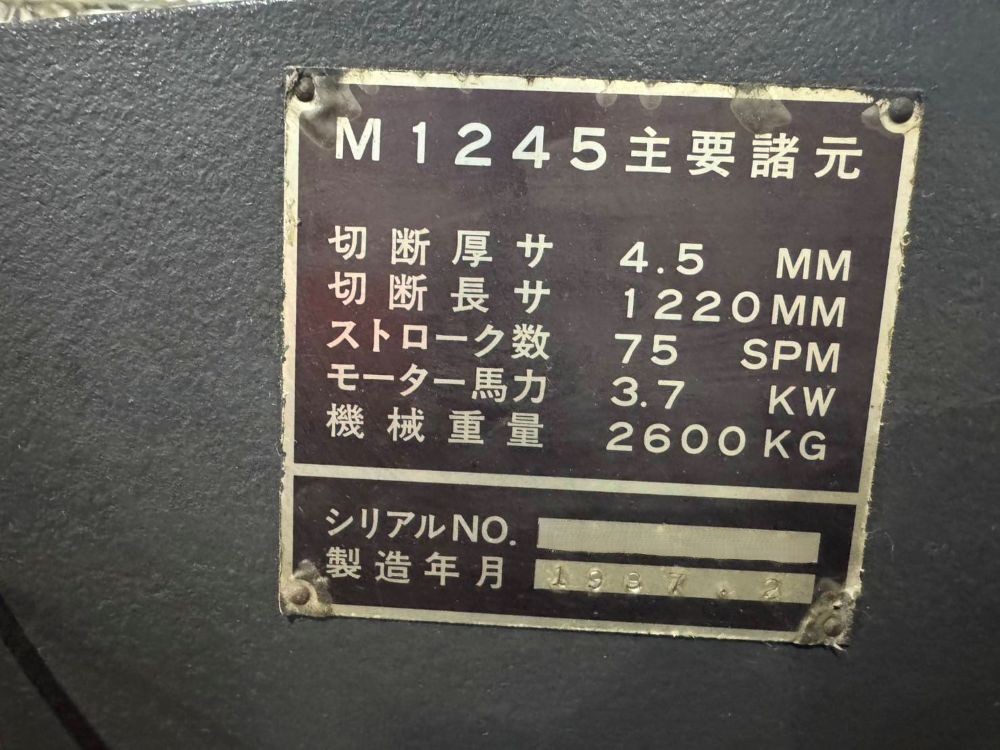 M1245主要諸元
切断厚サ 4.5 MM
切断長サ 1220MM
ストローク数 75 SPM
モーター馬力 3.7 KW
機械重量 2600KG
シリアルNO.
製造年月 1987.2